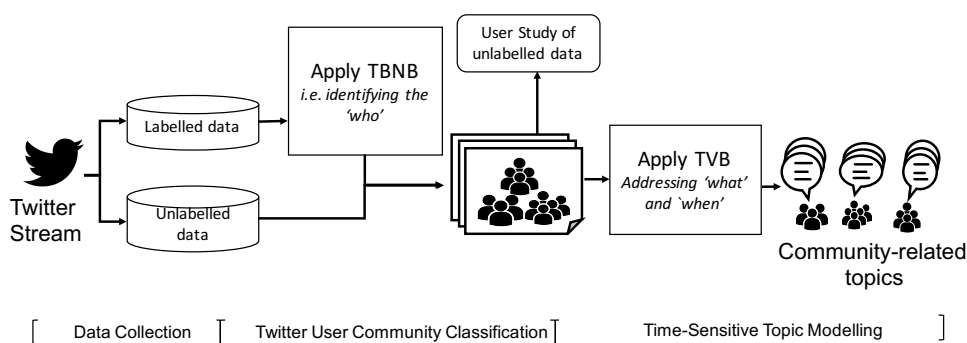 User Study of
unlabelled data
Apply TBNB
i.e. identifying the
‘who’
Labelled data
Twitter
Stream
Unlabelled
data
Apply TVB
Addressing ‘what’
and `when’
Community-related
topics
Data Collection
Twitter User Community Classification
Time-Sensitive Topic Modelling